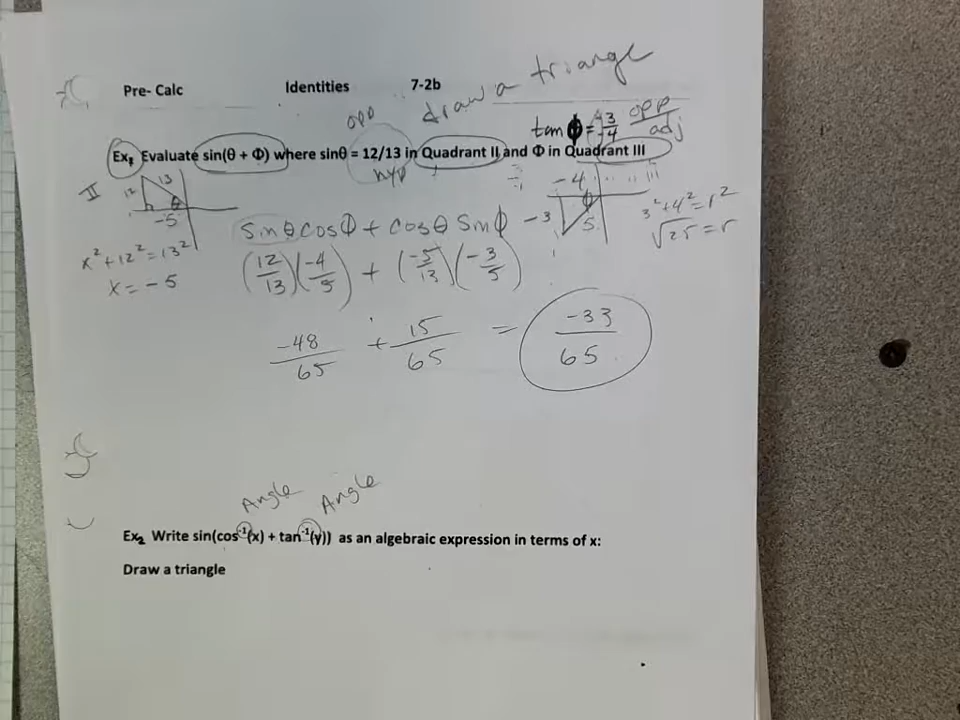 Pre- Calc Identities 7-2b draw a triange
opp
tan Φ = -3/-4 opp/adj
Ex1 Evaluate sin(θ + Φ) where sinθ = 12/13 in Quadrant II and Φ in Quadrant III
hyp
II 12 13 θ -5
-4 Φ -3 5
3² + 4² = r²
√25 = r
sinθ cosΦ + cosθ sinΦ
x² + 12² = 13²
x = -5
(12/13)(-4/5) + (-5/13)(-3/5)
-48/65 + 15/65 = -33/65
Angle Angle
Ex2 Write sin(cos⁻¹(x) + tan⁻¹(y)) as an algebraic expression in terms of x:
Draw a triangle